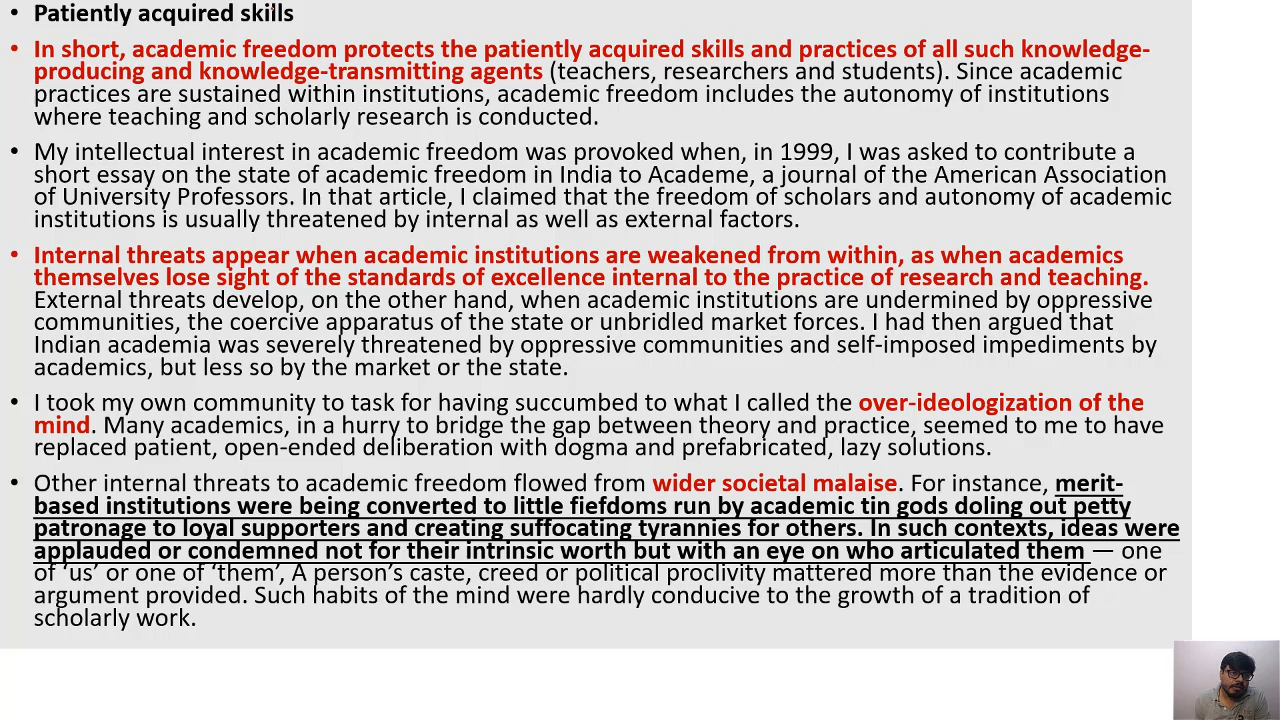 • Patiently acquired skills
• In short, academic freedom protects the patiently acquired skills and practices of all such knowledge-
producing and knowledge-transmitting agents (teachers, researchers and students). Since academic
practices are sustained within institutions, academic freedom includes the autonomy of institutions
where teaching and scholarly research is conducted.
• My intellectual interest in academic freedom was provoked when, in 1999, I was asked to contribute a
short essay on the state of academic freedom in India to Academe, a journal of the American Association
of University Professors. In that article, I claimed that the freedom of scholars and autonomy of academic
institutions is usually threatened by internal as well as external factors.
• Internal threats appear when academic institutions are weakened from within, as when academics
themselves lose sight of the standards of excellence internal to the practice of research and teaching.
External threats develop, on the other hand, when academic institutions are undermined by oppressive
communities, the coercive apparatus of the state or unbridled market forces. I had then argued that
Indian academia was severely threatened by oppressive communities and self-imposed impediments by
academics, but less so by the market or the state.
• I took my own community to task for having succumbed to what I called the over-ideologization of the
mind. Many academics, in a hurry to bridge the gap between theory and practice, seemed to me to have
replaced patient, open-ended deliberation with dogma and prefabricated, lazy solutions.
• Other internal threats to academic freedom flowed from wider societal malaise. For instance, merit-
based institutions were being converted to little fiefdoms run by academic tin gods doling out petty
patronage to loyal supporters and creating suffocating tyrannies for others. In such contexts, ideas were
applauded or condemned not for their intrinsic worth but with an eye on who articulated them — one
of ‘us’ or one of ‘them’, A person’s caste, creed or political proclivity mattered more than the evidence or
argument provided. Such habits of the mind were hardly conducive to the growth of a tradition of
scholarly work.